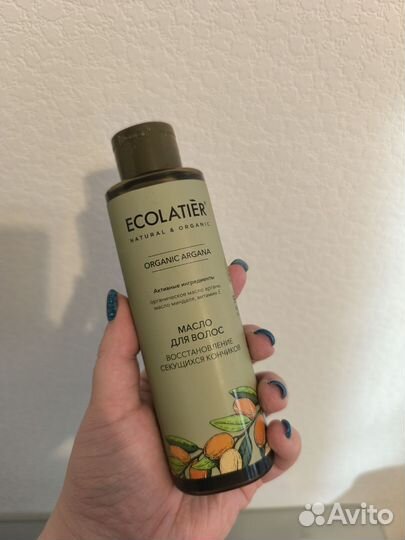 ECOLATIÈR®
NATURAL & ORGANIC
ORGANIC ARGANA
Активные ингредиенты
органическое масло арганы,
масло миндаля, витамин Е
МАСЛО
ДЛЯ ВОЛОС
ВОССТАНОВЛЕНИЕ
СЕКУЩИХСЯ КОНЧИКОВ
Avito